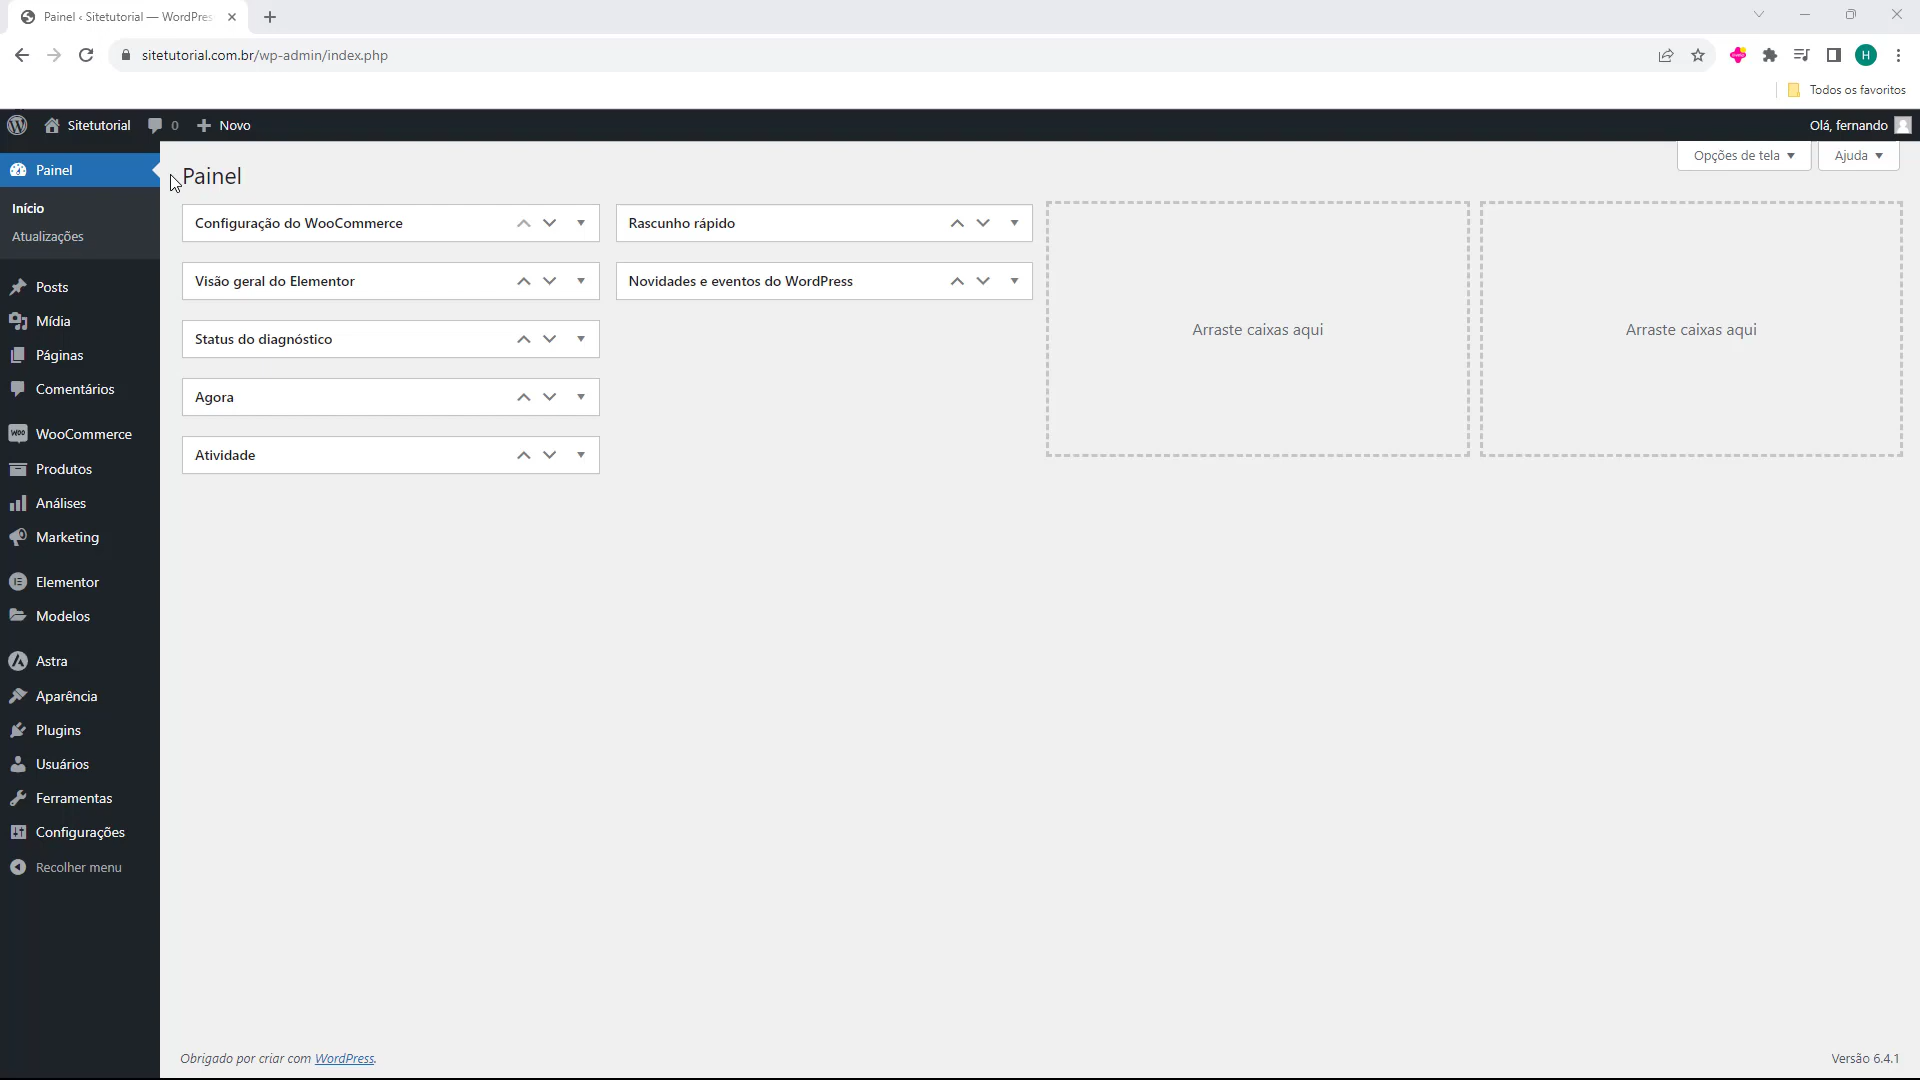 Painel ‹ Sitetutorial — WordPres
sitetutorial.com.br/wp-admin/index.php
H
Todos os favoritos
Sitetutorial
0
Novo
Olá, fernando
Painel
Início
Atualizações
Posts
Mídia
Páginas
Comentários
WooCommerce
Produtos
Análises
Marketing
Elementor
Modelos
Astra
Aparência
Plugins
Usuários
Ferramentas
Configurações
Recolher menu
Opções de tela
Ajuda
Painel
Configuração do WooCommerce
Visão geral do Elementor
Status do diagnóstico
Agora
Atividade
Rascunho rápido
Novidades e eventos do WordPress
Arraste caixas aqui
Arraste caixas aqui
Obrigado por criar com WordPress.
Versão 6.4.1